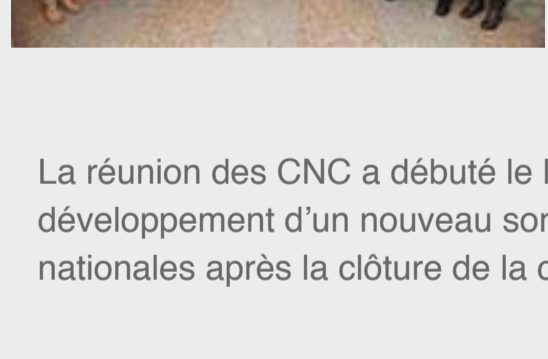 La réunion des CNC a débuté le
développement d’un nouveau
nationales après la clôture de la